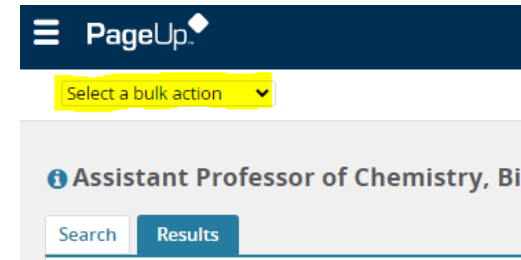 PageUp
Select a bulk action
Assistant Professor of Chemistry, Bi
Search
Results